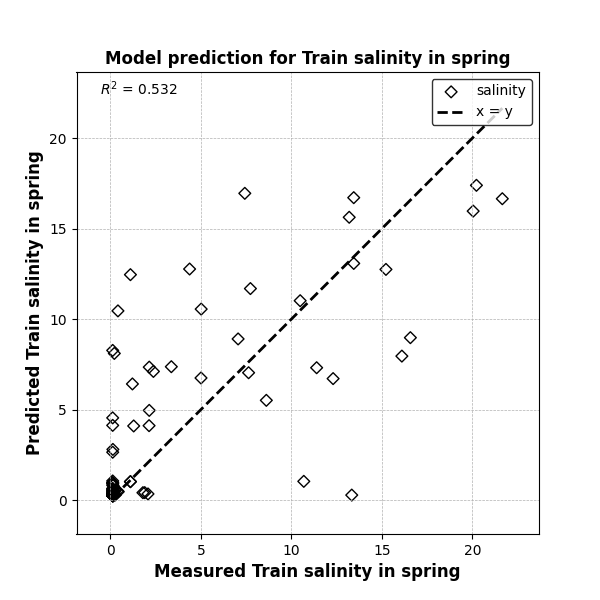 Model prediction for Train salinity in spring
R² = 0.532
salinity
x = y
20
15
10
5
0
Predicted Train salinity in spring
0 5 10 15 20
Measured Train salinity in spring